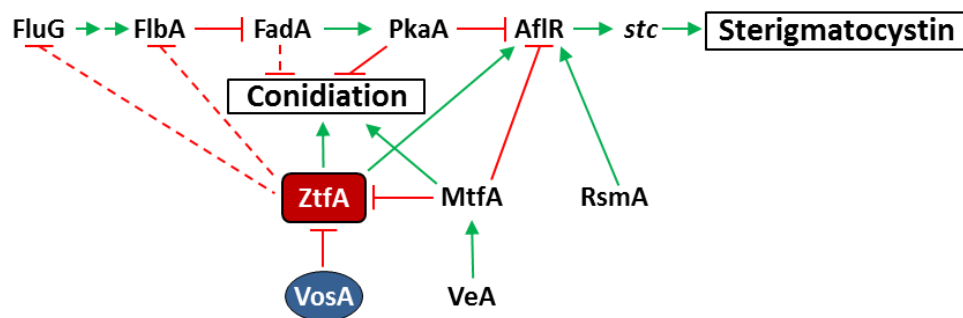 FluG FlbA FadA PkaA AflR stc Sterigmatocystin
Conidiation
ZtfA MtfA RsmA
VosA VeA